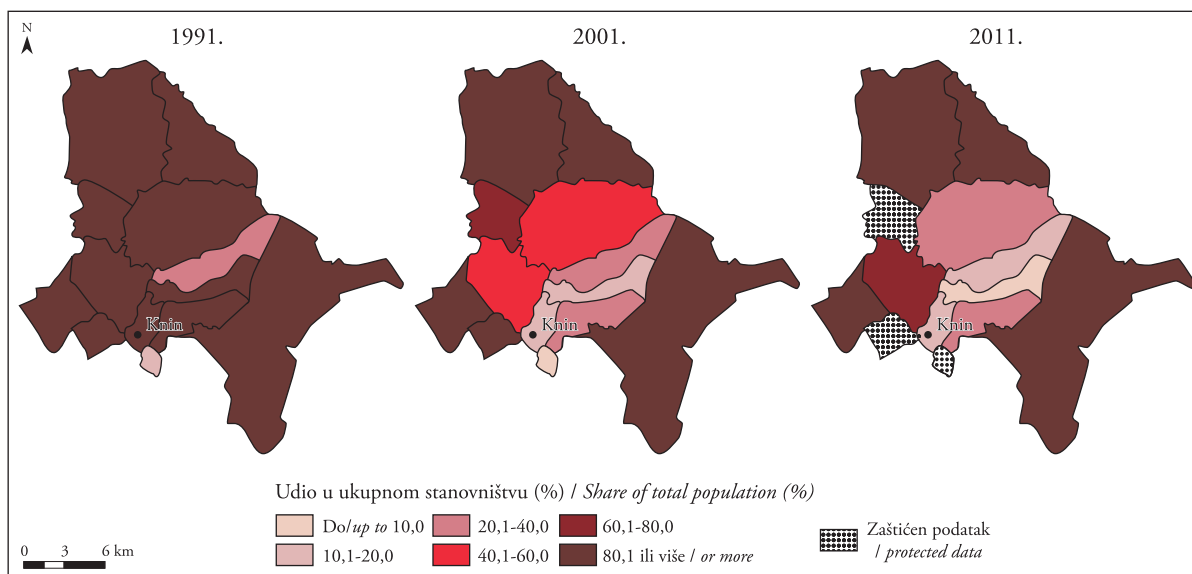 N
1991.
2001.
2011.
Knin
Knin
Knin
Udio u ukupnom stanovništvu (%) / Share of total population (%)
Do/up to 10,0
20,1-40,0
60,1-80,0
10,1-20,0
40,1-60,0
80,1 ili više / or more
Zaštićen podatak
/ protected data
0 3 6 km